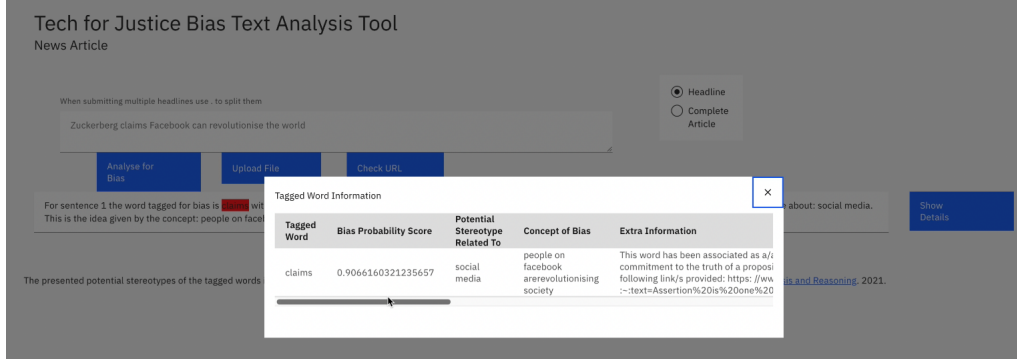 Tech for Justice Bias Text Analysis Tool
News Article
When submitting multiple headlines use . to split them
Zuckerberg claims Facebook can revolutionise the world
Headline
Complete
Article
Analyse for
Bias
Upload File
Check URL
For sentence 1 the word tagged for bias is claims wit
about: social media.
This is the idea given by the concept: people on face
Show
Details
Tagged Word Information
×
Tagged
Word
Bias Probability Score
Potential
Stereotype
Related To
Concept of Bias
Extra Information
claims
0.9066160321235657
social
media
people on
facebook
arerevolutionising
society
This word has been associated as a/a
commitment to the truth of a proposi
following link/s provided: https: //ww
:~:text=Assertion%20is%20one%20
The presented potential stereotypes of the tagged words
is and Reasoning. 2021.